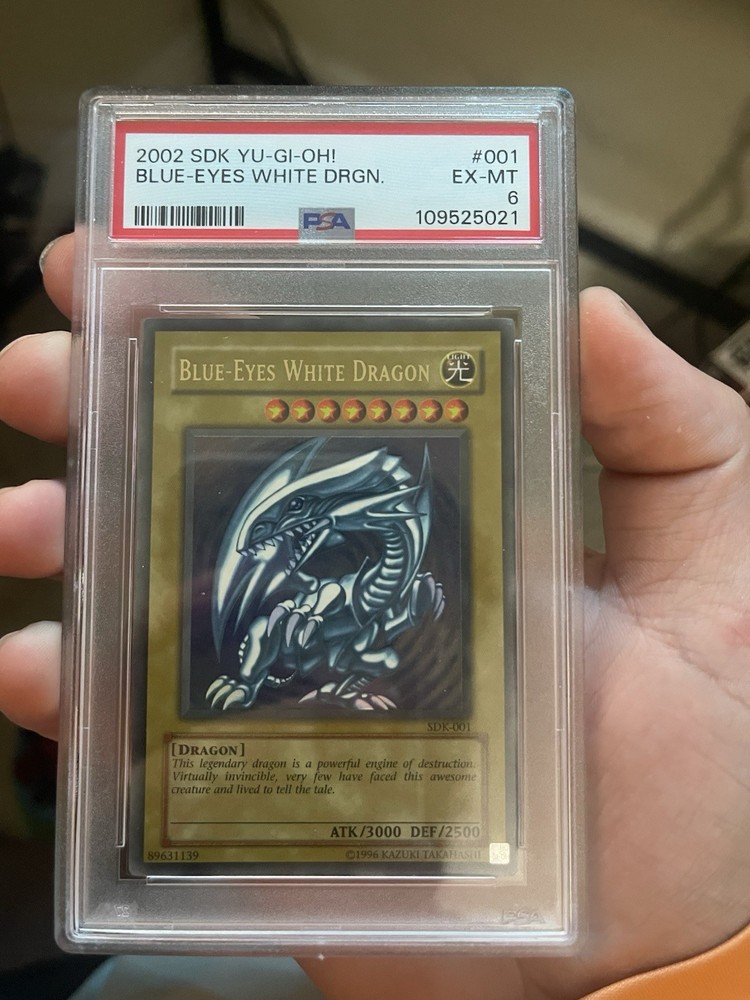 2002 SDK YU-GI-OH! #001
BLUE-EYES WHITE DRGN. EX-MT
6
PSA 109525021
BLUE-EYES WHITE DRAGON
LIGHT
光
SDK-001
[DRAGON]
This legendary dragon is a powerful engine of destruction.
Virtually invincible, very few have faced this awesome
creature and lived to tell the tale.
ATK/3000 DEF/2500
89631139 ©1996 KAZUKI TAKAHASHI
PSA